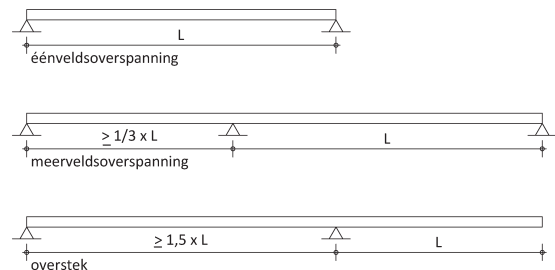 L
éénveldsoverspanning
≥ 1/3 x L L
meerveldsoverspanning
≥ 1,5 x L L
overstek